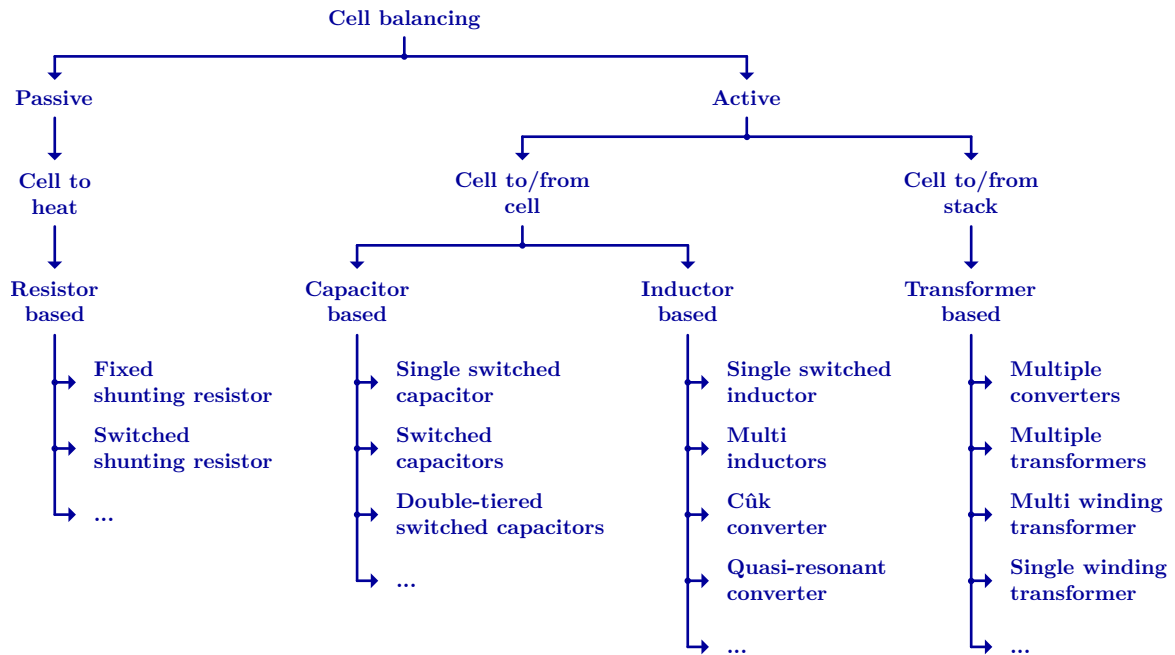 Cell balancing
Passive
Active
Cell to
heat
Cell to/from
cell
Cell to/from
stack
Resistor
based
Capacitor
based
Inductor
based
Transformer
based
Fixed
shunting resistor
Switched
shunting resistor
...
Single switched
capacitor
Switched
capacitors
Double-tiered
switched capacitors
...
Single switched
inductor
Multi
inductors
Cûk
converter
Quasi-resonant
converter
...
Multiple
converters
Multiple
transformers
Multi winding
transformer
Single winding
transformer
...